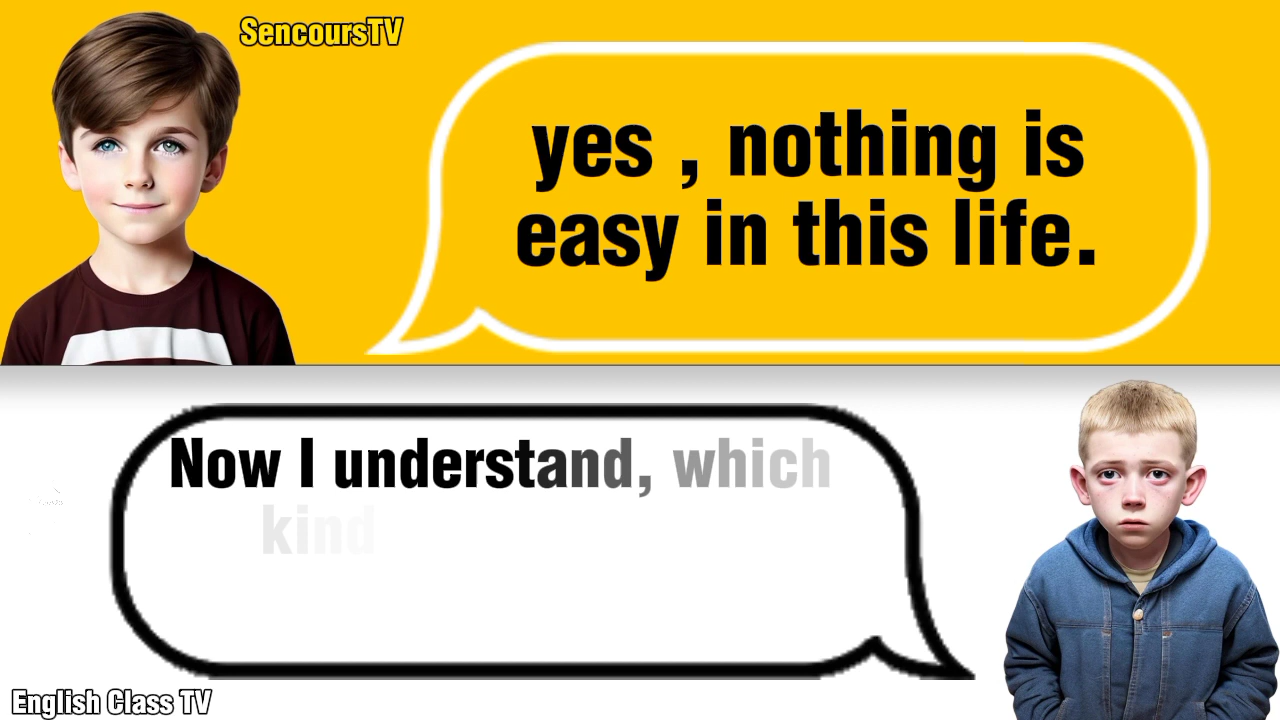 SencoursTV
yes , nothing is
easy in this life.
Now I understand, which
kind
English Class TV